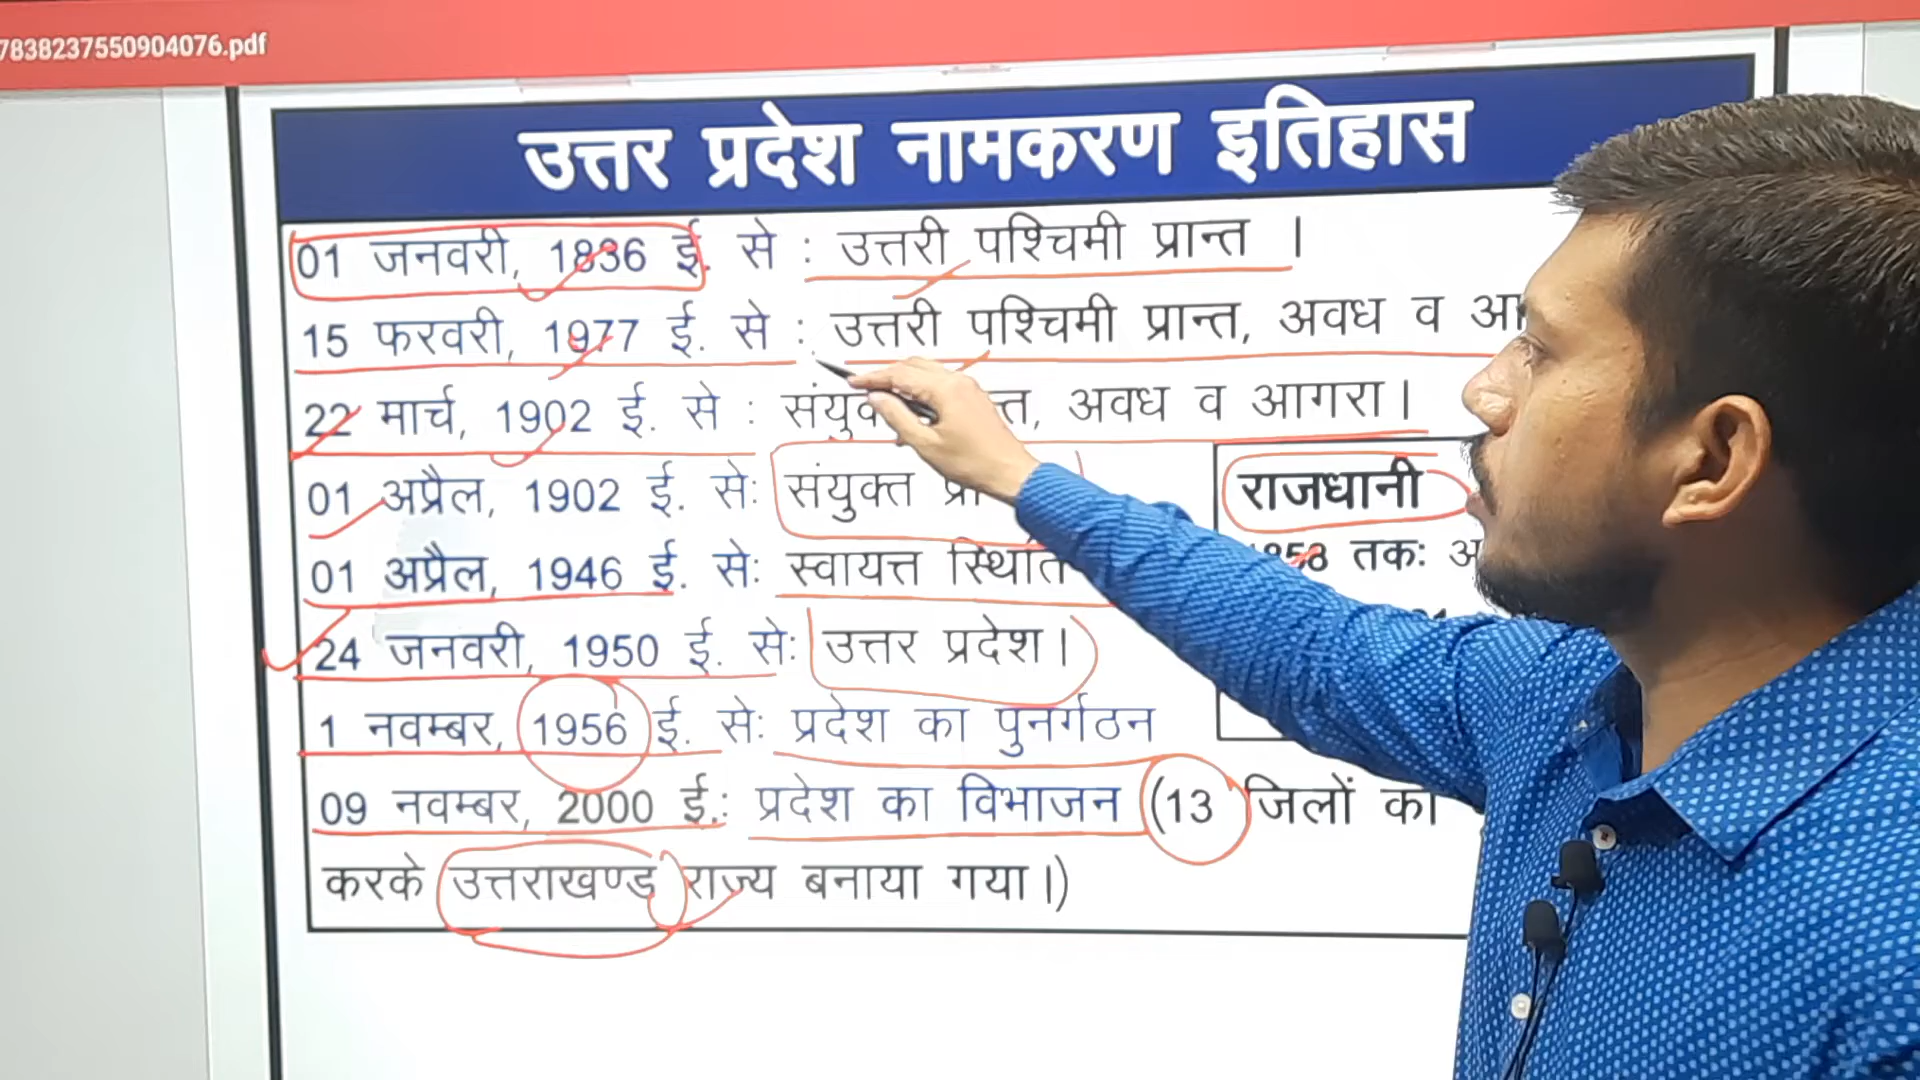 7838237550904076.pdf
उत्तर प्रदेश नामकरण इतिहास
01 जनवरी, 1836 ई. से : उत्तरी पश्चिमी प्रान्त ।
15 फरवरी, 1977 ई. से : उत्तरी पश्चिमी प्रान्त, अवध व
22 मार्च, 1902 ई. से : अवध व आगरा।
01 अप्रैल, 1902 ई. सेः संयुक्त
01 अप्रैल, 1946 ई. सेः स्वायत्त
24 जनवरी, 1950 ई. सेः उत्तर प्रदेश।
1 नवम्बर, 1956 ई. सेः प्रदेश का पुनर्गठन
09 नवम्बर, 2000 ई.: प्रदेश का विभाजन (13 जिलों को
करके उत्तराखण्ड राज्य बनाया गया।)
राजधानी
तकः